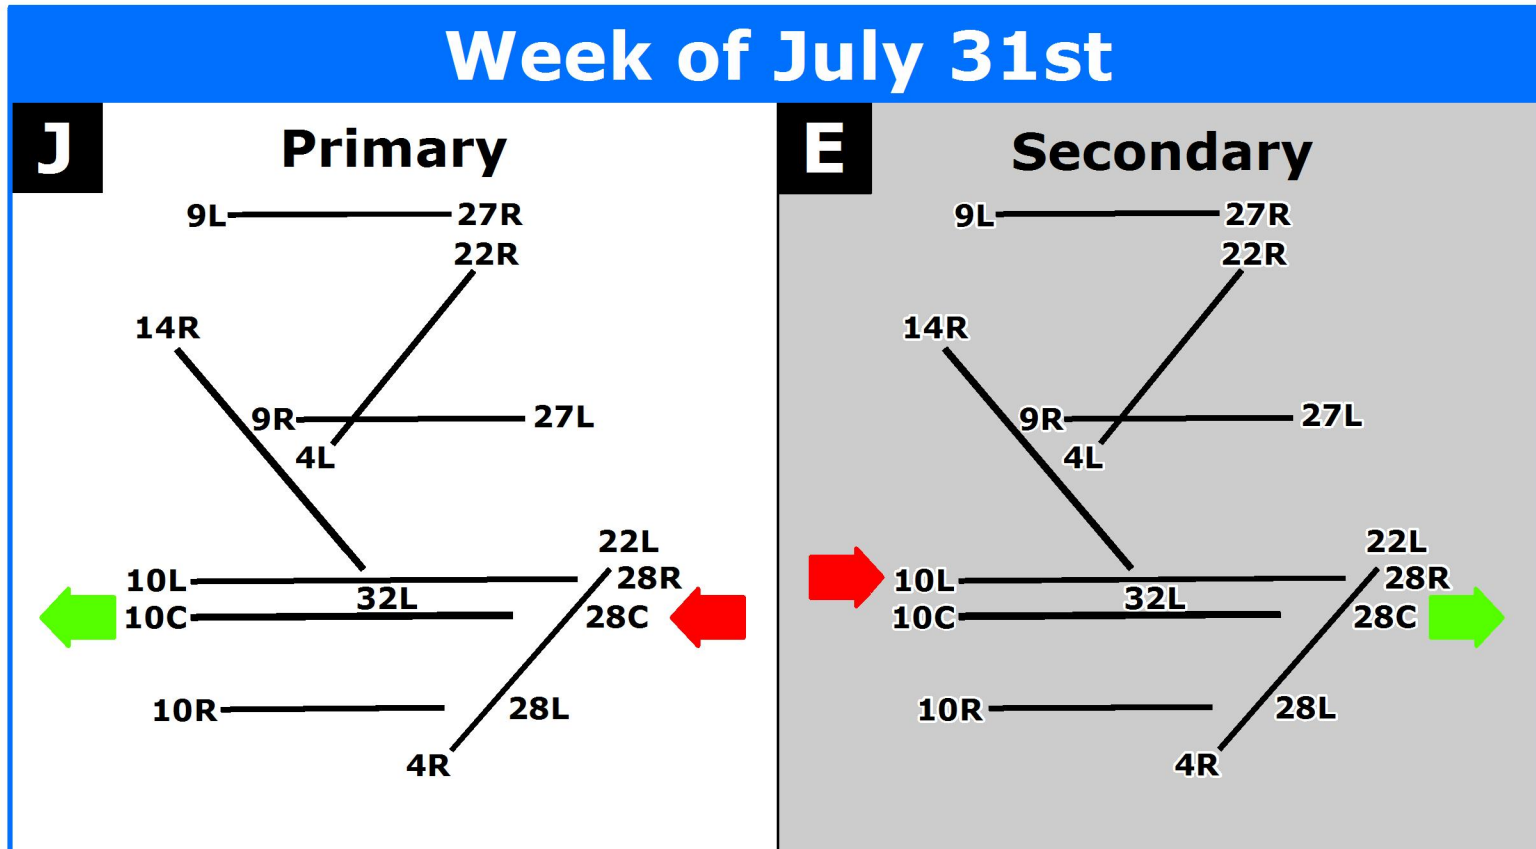 Week of July 31st
J
Primary
9L
27R
22R
14R
9R
27L
4L
22L
10L
28R
32L
10C
28C
10R
28L
4R
E
Secondary
9L
27R
22R
14R
9R
27L
4L
22L
10L
28R
32L
10C
28C
10R
28L
4R